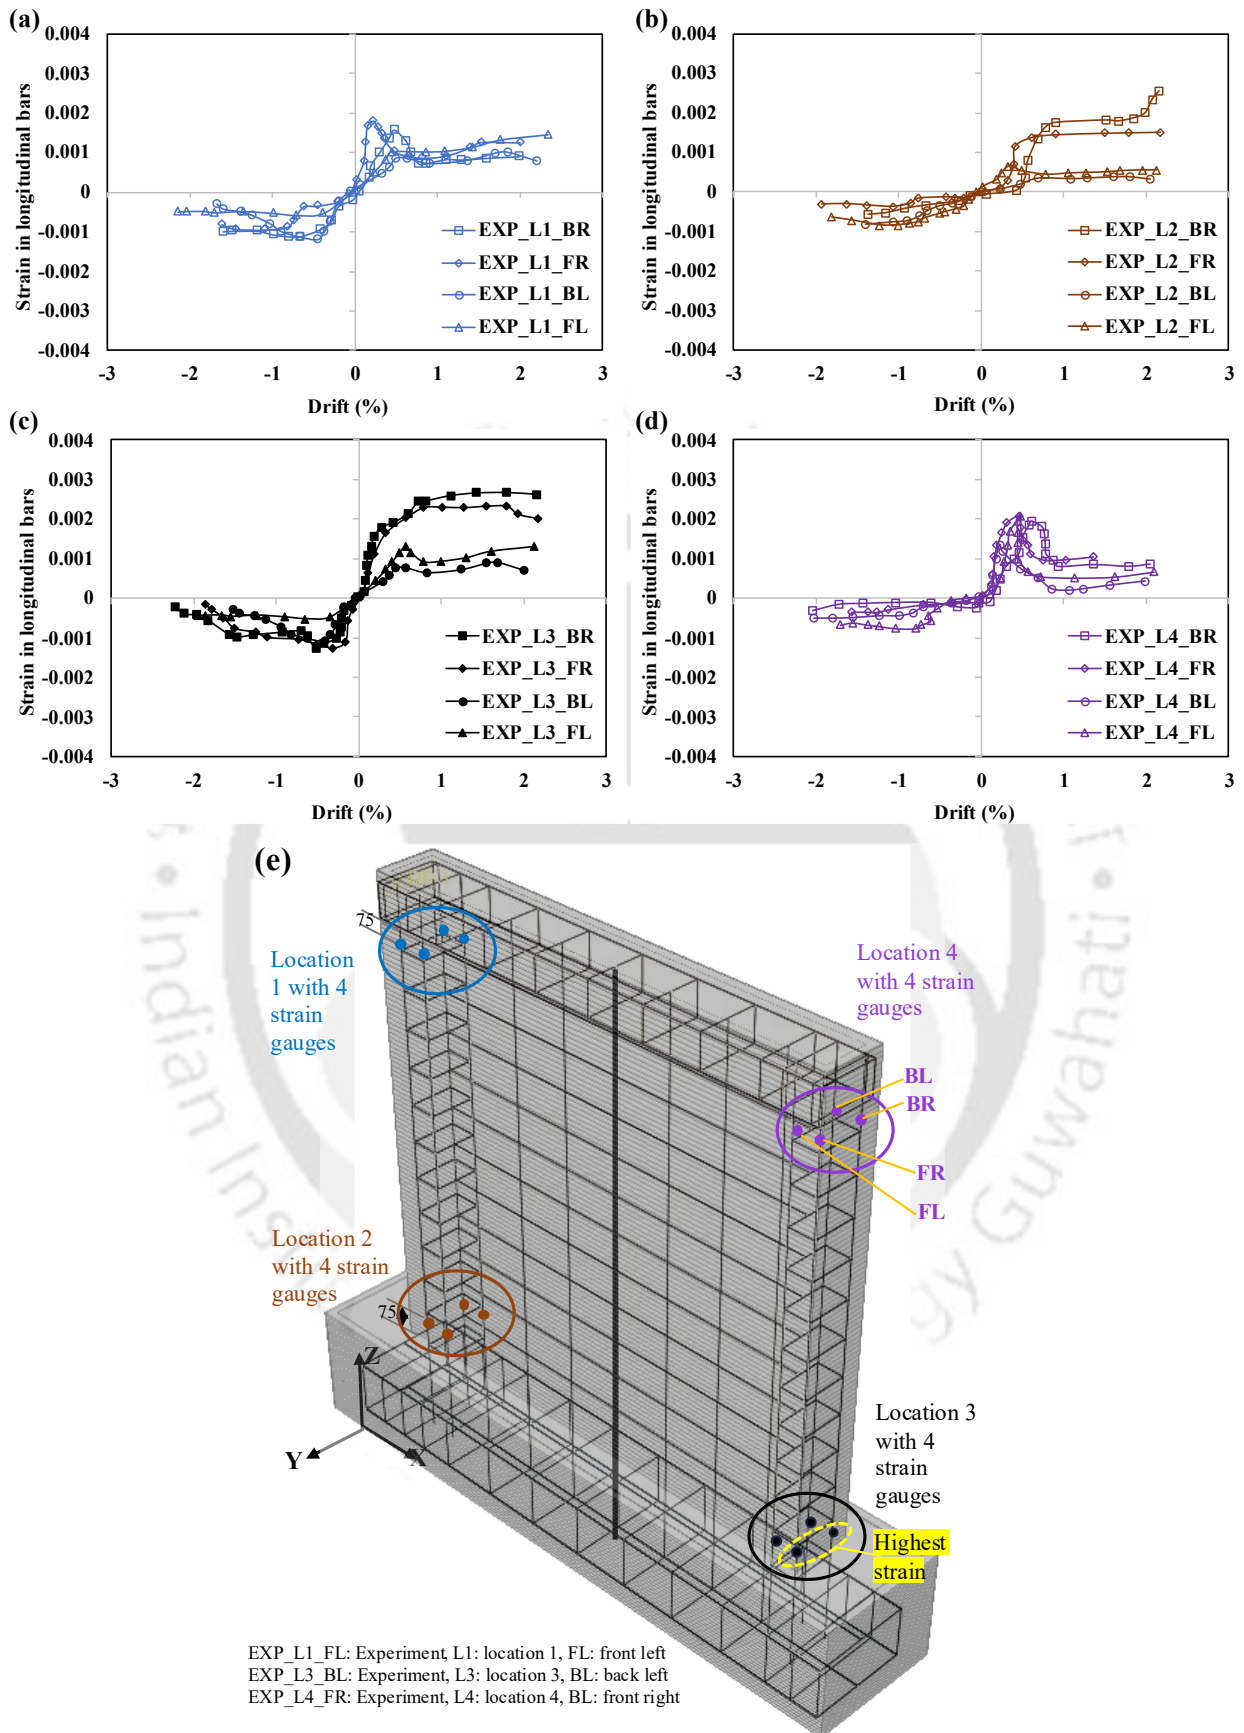 (a)
0.004
0.003
0.002
0.001
0
-0.001
-0.002
-0.003
-0.004
Strain in longitudinal bars
-3 -2 -1 0 1 2 3
Drift (%)
EXP_L1_BR
EXP_L1_FR
EXP_L1_BL
EXP_L1_FL
(b)
0.004
0.003
0.002
0.001
0
-0.001
-0.002
-0.003
-0.004
Strain in longitudinal bars
-3 -2 -1 0 1 2 3
Drift (%)
EXP_L2_BR
EXP_L2_FR
EXP_L2_BL
EXP_L2_FL
(c)
0.004
0.003
0.002
0.001
0
-0.001
-0.002
-0.003
-0.004
Strain in longitudinal bars
-3 -2 -1 0 1 2 3
Drift (%)
EXP_L3_BR
EXP_L3_FR
EXP_L3_BL
EXP_L3_FL
(d)
0.004
0.003
0.002
0.001
0
-0.001
-0.002
-0.003
-0.004
Strain in longitudinal bars
-3 -2 -1 0 1 2 3
Drift (%)
EXP_L4_BR
EXP_L4_FR
EXP_L4_BL
EXP_L4_FL
(e)
75
Location
1 with 4
strain
gauges
Location 4
with 4 strain
gauges
BL
BR
FR
FL
Location 2
with 4 strain
gauges
75
Z
Y
X
Location 3
with 4
strain
gauges
Highest
strain
Indian
Guwahati
EXP_L1_FL: Experiment, L1: location 1, FL: front left
EXP_L3_BL: Experiment, L3: location 3, BL: back left
EXP_L4_FR: Experiment, L4: location 4, BL: front right